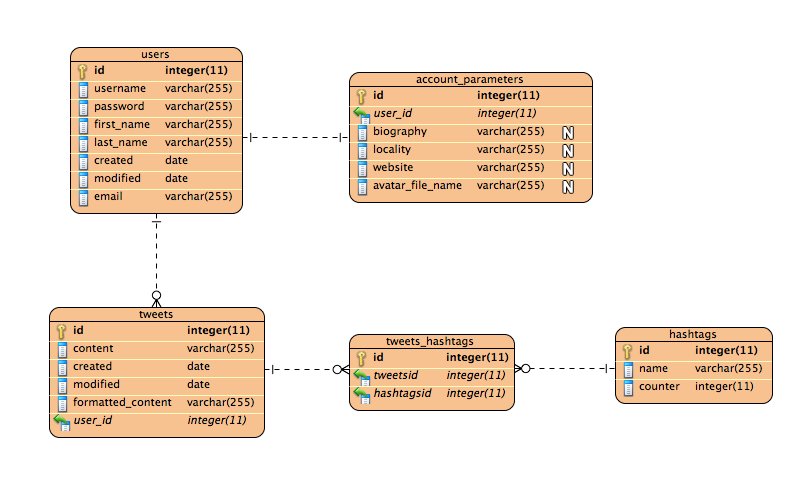 users
id integer(11)
username varchar(255)
password varchar(255)
first_name varchar(255)
last_name varchar(255)
created date
modified date
email varchar(255)
account_parameters
id integer(11)
user_id integer(11)
biography varchar(255) N
locality varchar(255) N
website varchar(255) N
avatar_file_name varchar(255) N
tweets
id integer(11)
content varchar(255)
created date
modified date
formatted_content varchar(255)
user_id integer(11)
tweets_hashtags
id integer(11)
tweetsid integer(11)
hashtagsid integer(11)
hashtags
id integer(11)
name varchar(255)
counter integer(11)